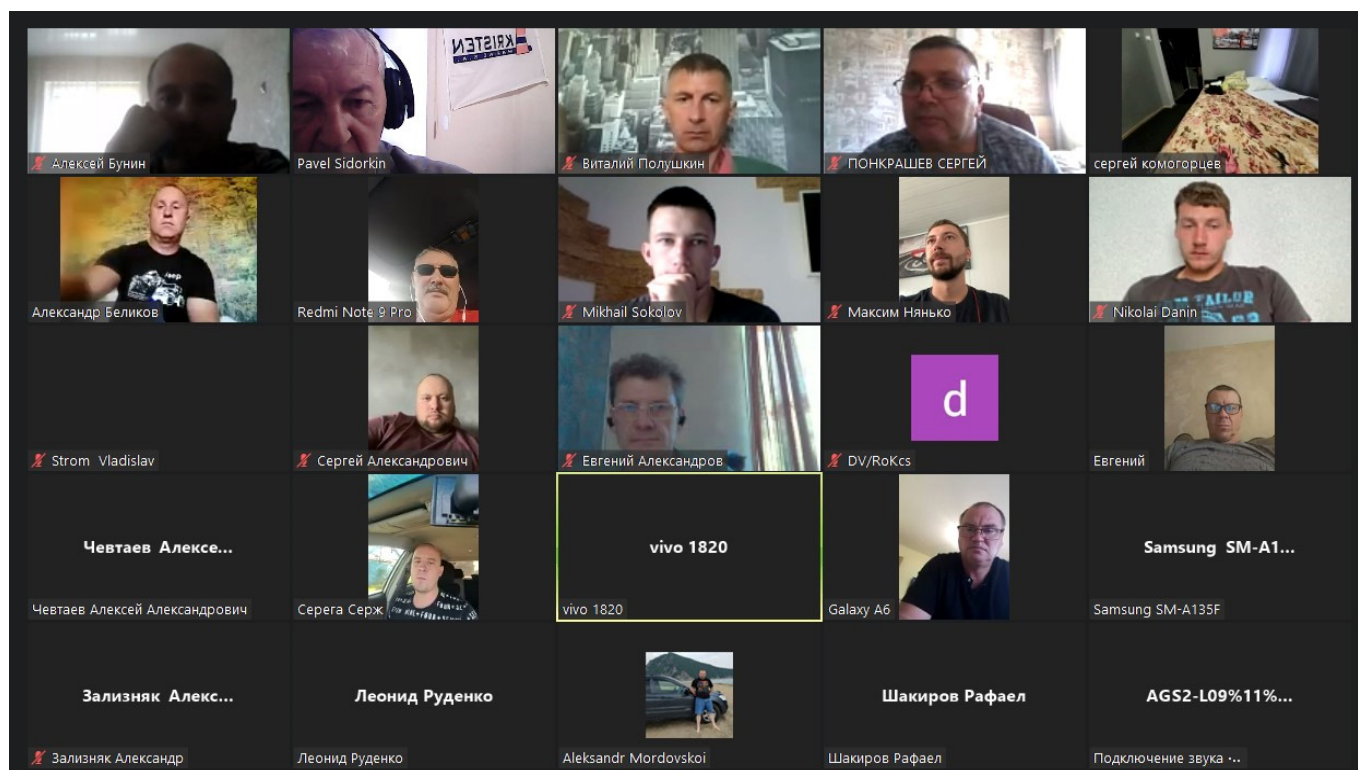 KRISTEN
Алексей Бунин
Pavel Sidorkin
Виталий Полушкин
ПОНКРАШЕВ СЕРГЕЙ
сергей комогорцев
Jeep
Александр Беликов
Redmi Note 9 Pro
Mikhail Sokolov
Максим Нянько
TAILOR
Nikolai Danin
Strom Vladislav
Сергей Александрович
Евгений Александров
d
DV/RoKcs
Евгений
Чевтаев Алексе...
Чевтаев Алексей Александрович
Серега Серж
vivo 1820
vivo 1820
Galaxy A6
Samsung SM-A1...
Samsung SM-A135F
Зализняк Алекс...
Зализняк Александр
Леонид Руденко
Леонид Руденко
Aleksandr Mordovskoi
Шакиров Рафаел
Шакиров Рафаел
AGS2-L09%11%...
Подключение звука ·..